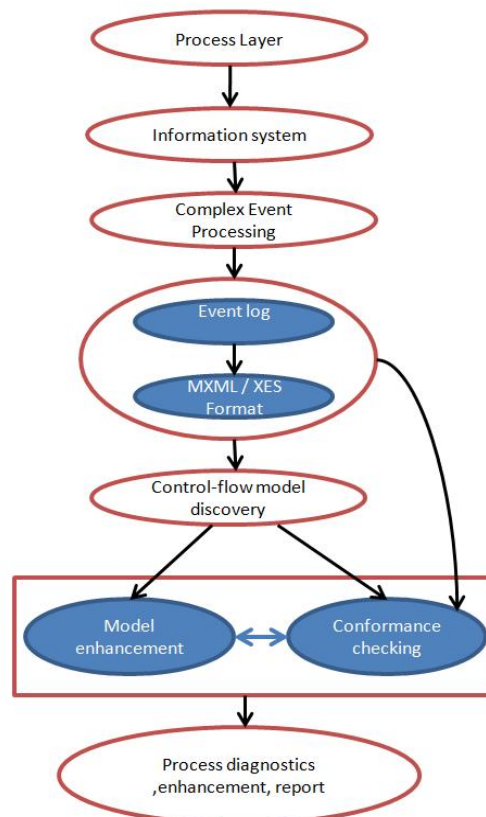 Process Layer
Information system
Complex Event
Processing
Event log
MXML / XES
Format
Control-flow model
discovery
Model
enhancement
Conformance
checking
Process diagnostics
,enhancement, report